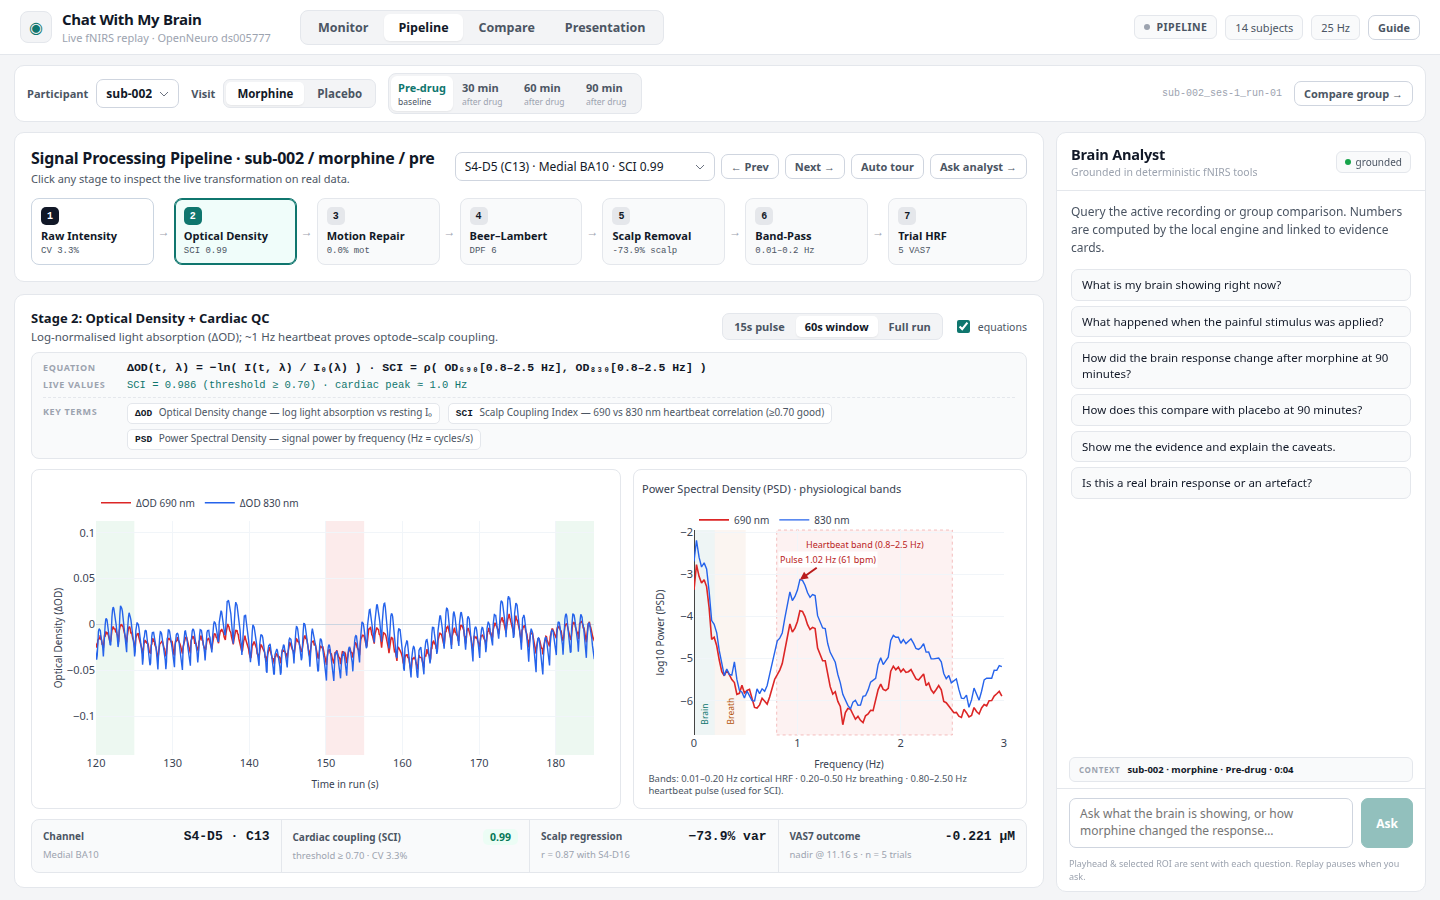 Chat With My Brain
Live fNIRS replay · OpenNeuro ds005777
Monitor
Pipeline
Compare
Presentation
PIPELINE
14 subjects
25 Hz
Guide
Participant
sub-002
Visit
Morphine
Placebo
Pre-drug
baseline
30 min
after drug
60 min
after drug
90 min
after drug
sub-002_ses-1_run-01
Compare group →
Signal Processing Pipeline · sub-002 / morphine / pre
Click any stage to inspect the live transformation on real data.
S4-D5 (C13) · Medial BA10 · SCI 0.99
← Prev
Next →
Auto tour
Ask analyst →
1
Raw Intensity
CV 3.3%
→
2
Optical Density
SCI 0.99
→
3
Motion Repair
0.0% mot
→
4
Beer–Lambert
DPF 6
→
5
Scalp Removal
-73.9% scalp
→
6
Band-Pass
0.01–0.2 Hz
→
7
Trial HRF
5 VAS7
Stage 2: Optical Density + Cardiac QC
Log-normalised light absorption (ΔOD); ~1 Hz heartbeat proves optode–scalp coupling.
15s pulse
60s window
Full run
equations
EQUATION
ΔOD(t, λ) = −ln( I(t, λ) / I₀(λ) ) · SCI = ρ( OD₆₉₀[0.8–2.5 Hz], OD₈₃₀[0.8–2.5 Hz] )
LIVE VALUES
SCI = 0.986 (threshold ≥ 0.70) · cardiac peak ≈ 1.0 Hz
KEY TERMS
ΔOD Optical Density change — log light absorption vs resting I₀
SCI Scalp Coupling Index — 690 vs 830 nm heartbeat correlation (≥0.70 good)
PSD Power Spectral Density — signal power by frequency (Hz = cycles/s)
ΔOD 690 nm
ΔOD 830 nm
Optical Density (ΔOD)
0.1
0.05
0
−0.05
−0.1
120
130
140
150
160
170
180
Time in run (s)
Power Spectral Density (PSD) · physiological bands
690 nm
830 nm
Heartbeat band (0.8–2.5 Hz)
Pulse 1.02 Hz (61 bpm)
log10 Power (PSD)
−2
−3
−4
−5
−6
Brain
Breath
0
1
2
3
Frequency (Hz)
Bands: 0.01–0.20 Hz cortical HRF · 0.20–0.50 Hz breathing · 0.80–2.50 Hz
heartbeat pulse (used for SCI).
Channel
S4-D5 · C13
Medial BA10
Cardiac coupling (SCI)
0.99
threshold ≥ 0.70 · CV 3.3%
Scalp regression
−73.9% var
r = 0.87 with S4-D16
VAS7 outcome
-0.221 μM
nadir @ 11.16 s · n = 5 trials
Brain Analyst
Grounded in deterministic fNIRS tools
grounded
Query the active recording or group comparison. Numbers
are computed by the local engine and linked to evidence
cards.
What is my brain showing right now?
What happened when the painful stimulus was applied?
How did the brain response change after morphine at 90
minutes?
How does this compare with placebo at 90 minutes?
Show me the evidence and explain the caveats.
Is this a real brain response or an artefact?
CONTEXT sub-002 · morphine · Pre-drug · 0:04
Ask what the brain is showing, or how
morphine changed the response...
Ask
Playhead & selected ROI are sent with each question. Replay pauses when you
ask.